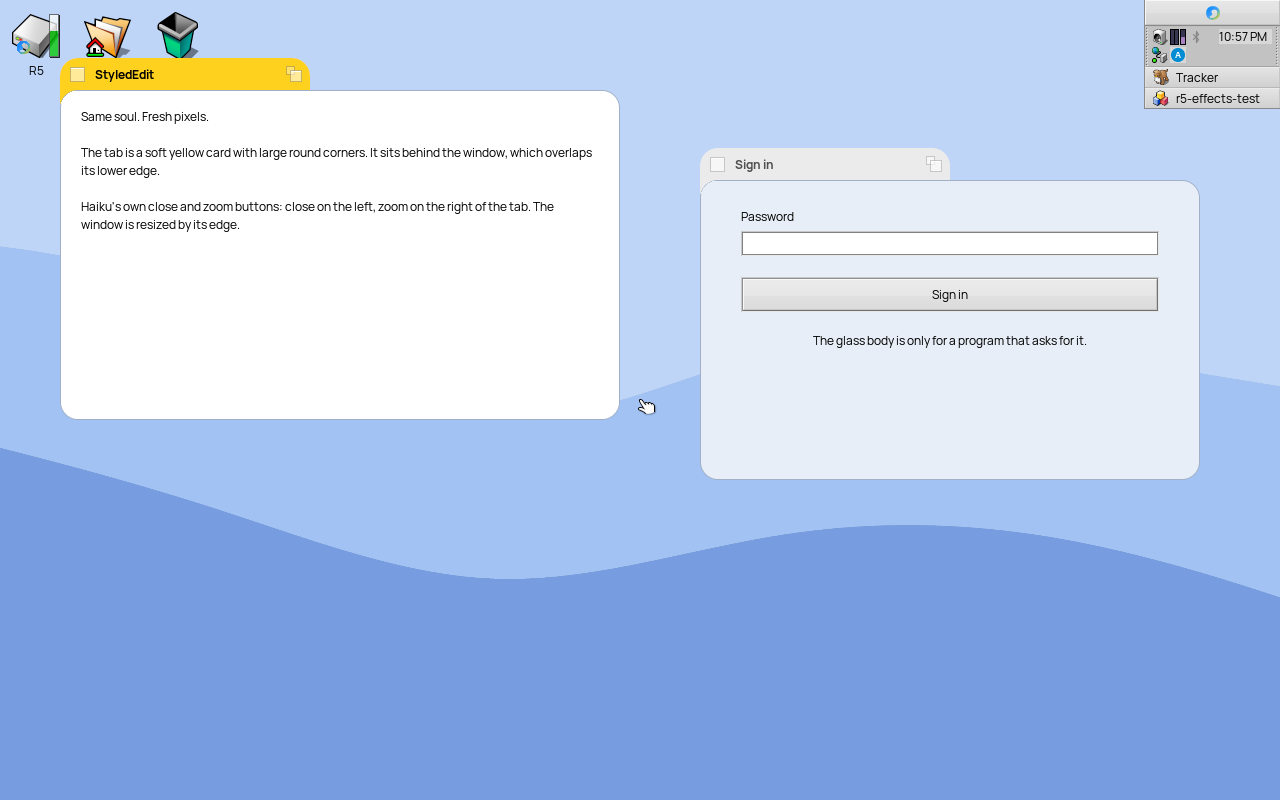 R5
StyledEdit
Same soul. Fresh pixels.
The tab is a soft yellow card with large round corners. It sits behind the window, which overlaps
its lower edge.
Haiku's own close and zoom buttons: close on the left, zoom on the right of the tab. The
window is resized by its edge.
Sign in
Password
Sign in
The glass body is only for a program that asks for it.
10:57 PM
A
Tracker
r5-effects-test